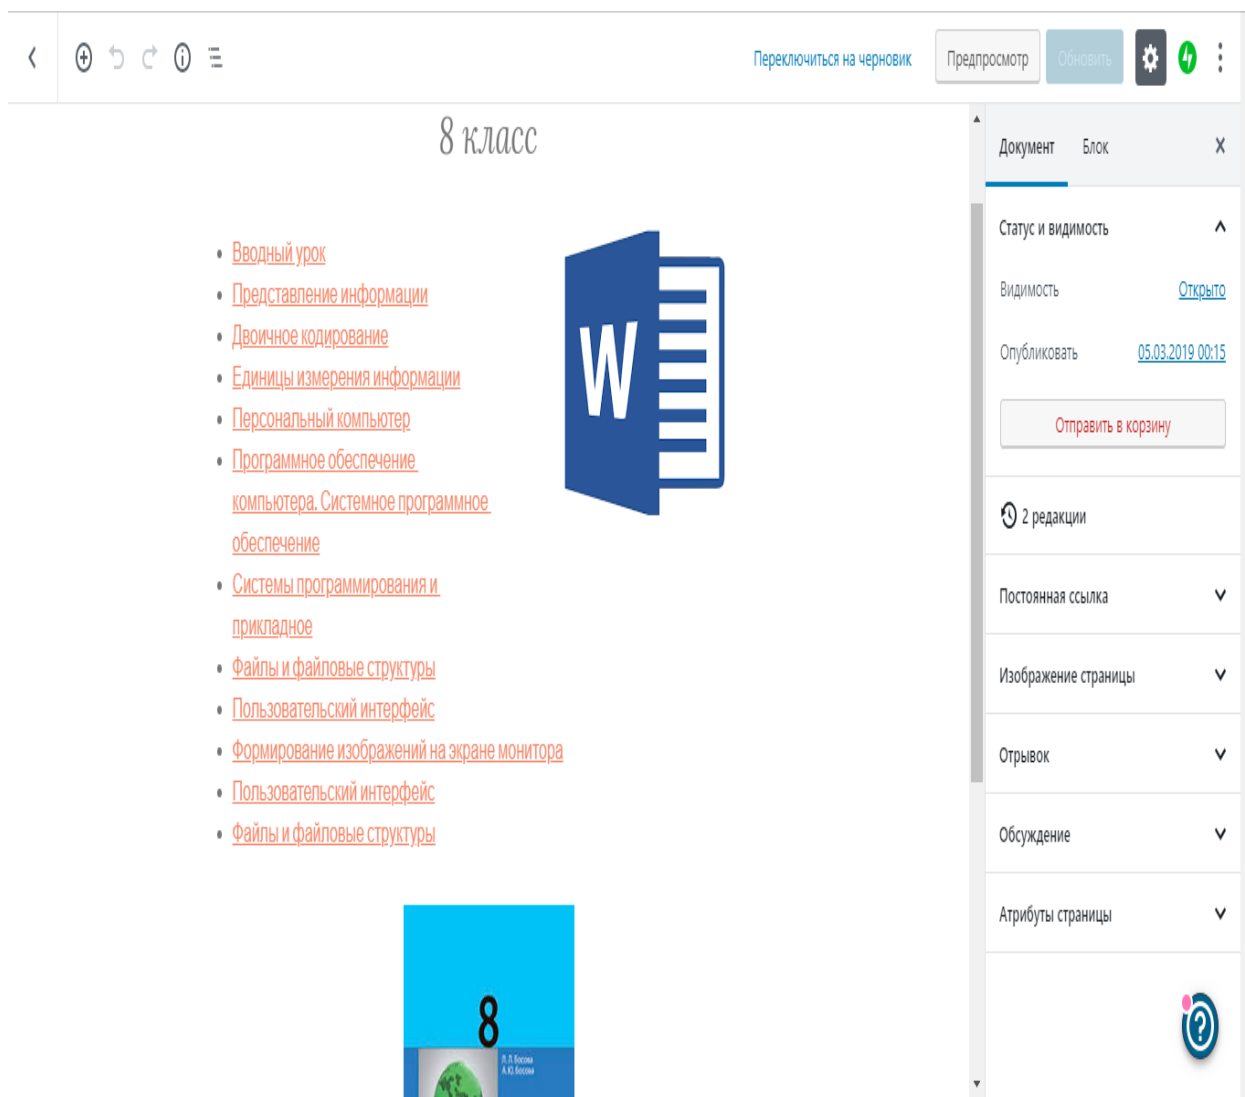 Переключиться на черновик
Предпросмотр
Обновить
8 класс
Вводный урок
Представление информации
Двоичное кодирование
Единицы измерения информации
Персональный компьютер
Программное обеспечение
компьютера. Системное программное
обеспечение
Системы программирования и
прикладное
Файлы и файловые структуры
Пользовательский интерфейс
Формирование изображений на экране монитора
Пользовательский интерфейс
Файлы и файловые структуры
W
8
Л. Л. Босова
А. Ю. Босова
Документ
Блок
Статус и видимость
Видимость
Открыто
Опубликовать
05.03.2019 00:15
Отправить в корзину
2 редакции
Постоянная ссылка
Изображение страницы
Отрывок
Обсуждение
Атрибуты страницы